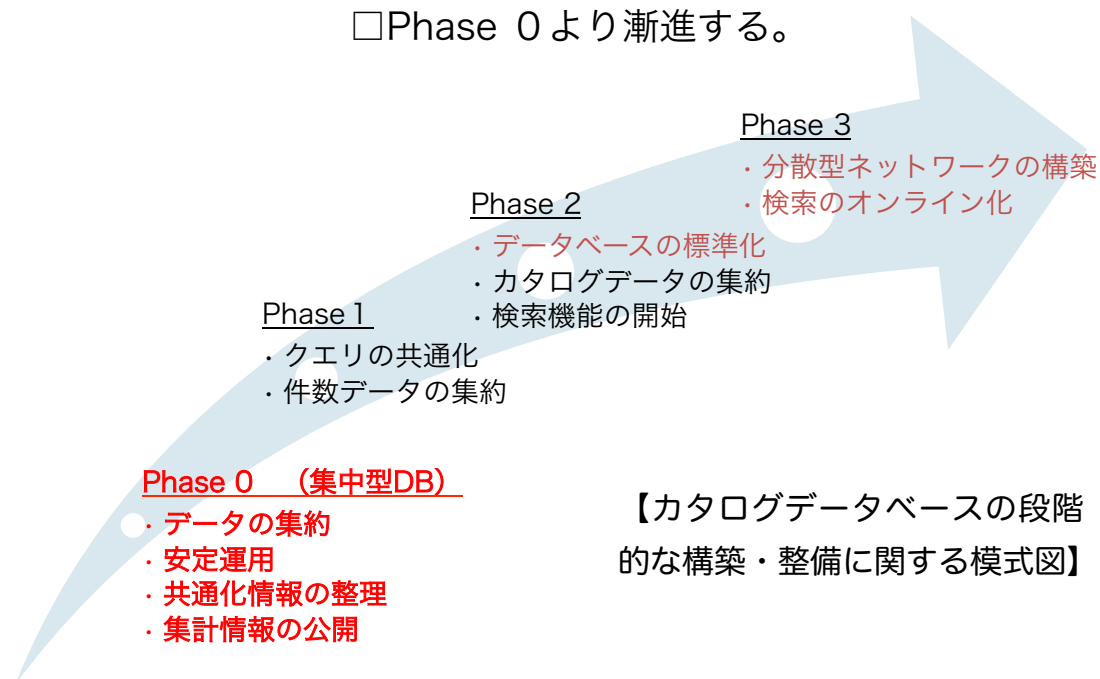 □Phase 0より漸進する。
Phase 3
・分散型ネットワークの構築
・検索のオンライン化
Phase 2
・データベースの標準化
・カタログデータの集約
・検索機能の開始
Phase1
・クエリの共通化
・件数データの集約
Phase 0　（集中型DB）
・データの集約
・安定運用
・共通化情報の整理
・集計情報の公開
【カタログデータベースの段階
的な構築・整備に関する模式図】